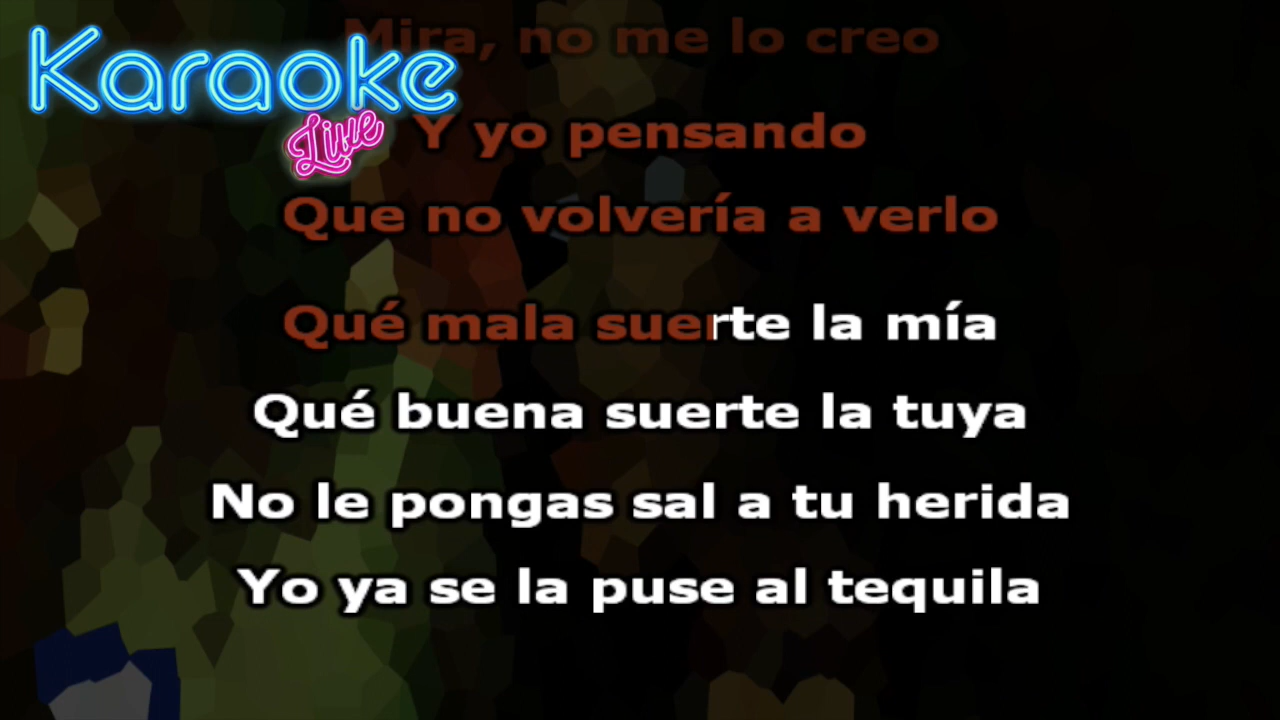 Karaoke
Live
Mira, no me lo creo
Y yo pensando
Que no volvería a verlo
Qué mala suerte la mía
Qué buena suerte la tuya
No le pongas sal a tu herida
Yo ya se la puse al tequila